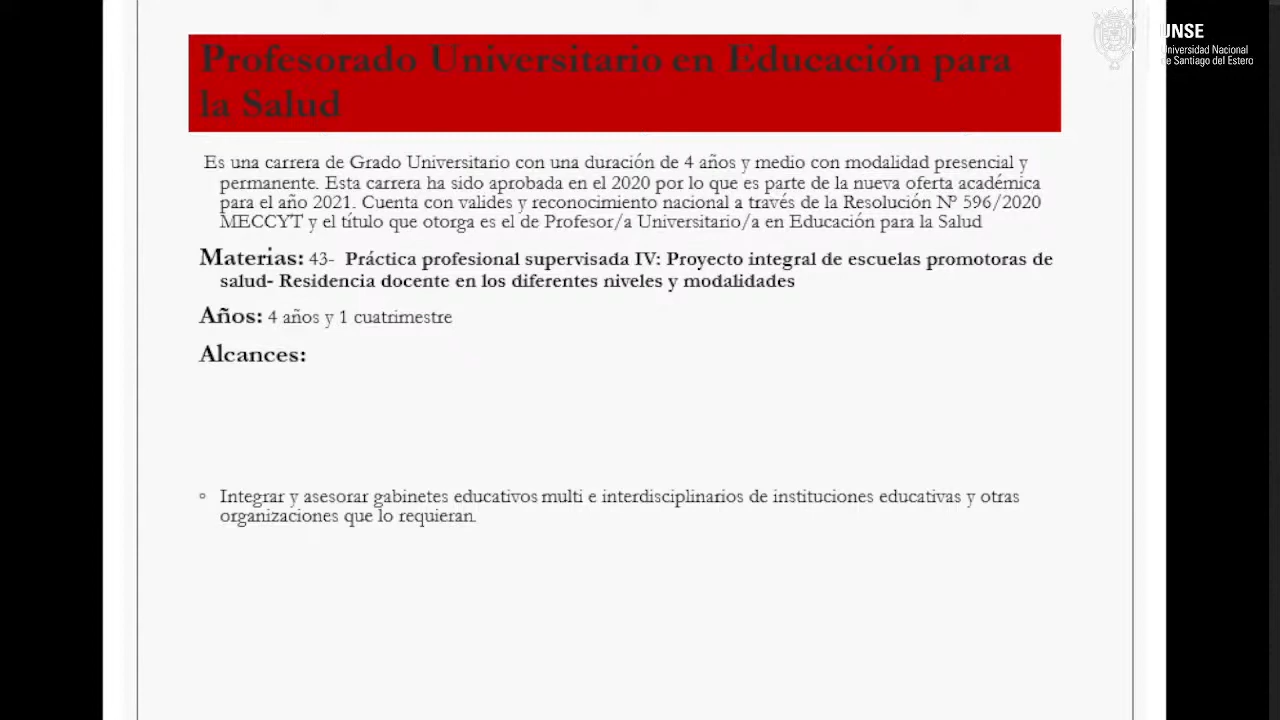 UNSE
Universidad Nacional
de Santiago del Estero
Profesorado Universitario en Educación para
la Salud
Es una carrera de Grado Universitario con una duración de 4 años y medio con modalidad presencial y
permanente. Esta carrera ha sido aprobada en el 2020 por lo que es parte de la nueva oferta académica
para el año 2021. Cuenta con valides y reconocimiento nacional a través de la Resolución Nº 596/2020
MECCYT y el título que otorga es el de Profesor/a Universitario/a en Educación para la Salud
Materias: 43- Práctica profesional supervisada IV: Proyecto integral de escuelas promotoras de
salud- Residencia docente en los diferentes niveles y modalidades
Años: 4 años y 1 cuatrimestre
Alcances:
◦ Integrar y asesorar gabinetes educativos multi e interdisciplinarios de instituciones educativas y otras
organizaciones que lo requieran.